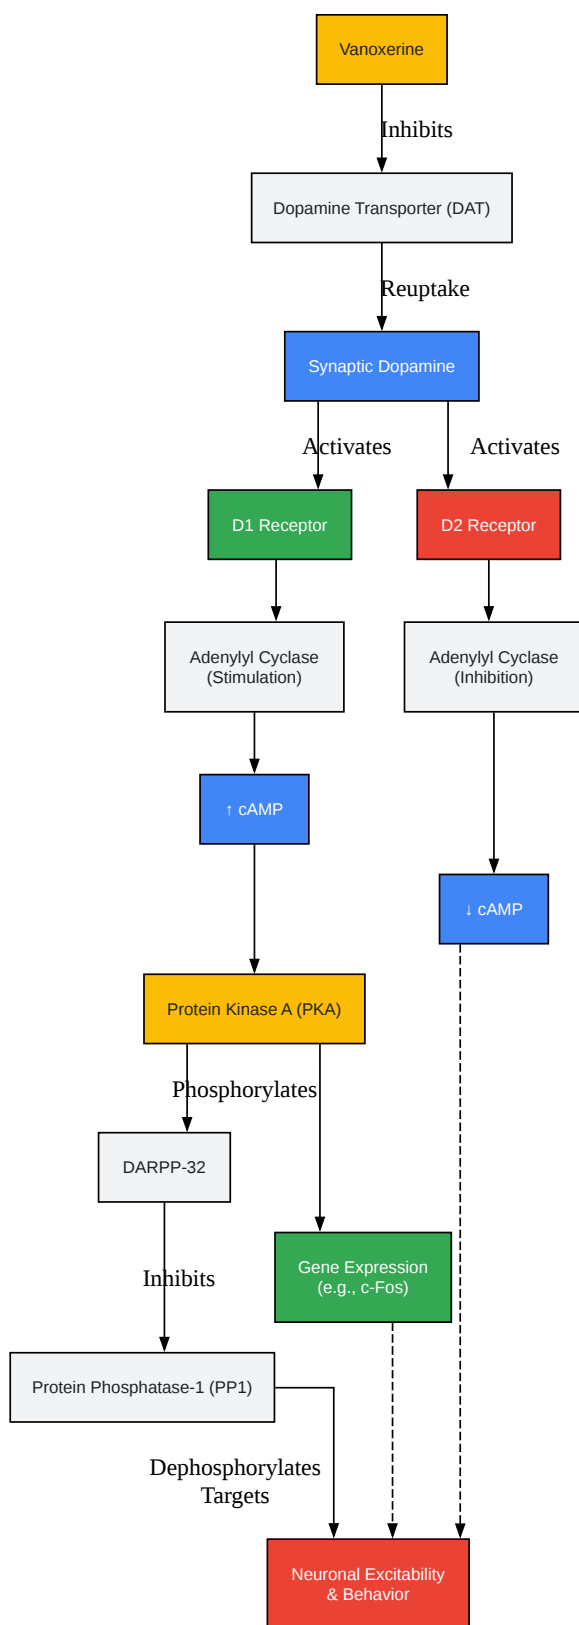 Vanoxerine
Inhibits
Dopamine Transporter (DAT)
Reuptake
Synaptic Dopamine
Activates
Activates
D1 Receptor
D2 Receptor
Adenylyl Cyclase
(Stimulation)
Adenylyl Cyclase
(Inhibition)
↑ cAMP
↓ cAMP
Protein Kinase A (PKA)
Phosphorylates
DARPP-32
Gene Expression
(e.g., c-Fos)
Inhibits
Protein Phosphatase-1 (PP1)
Dephosphorylates
Targets
Neuronal Excitability
& Behavior